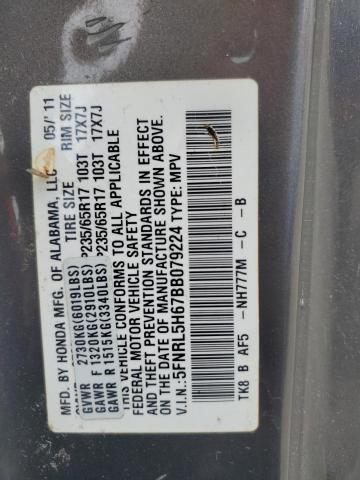 MFD. BY HONDA MFG. OF ALABAMA, LLC 05/'11
TIRE SIZE RIM SIZE
GVWR 2730KG(6019LBS)
GAWR F 1320KG(2910LBS) P235/65R17 103T 17X7J
GAWR R 1515KG(3340LBS) P235/65R17 103T 17X7J
THIS VEHICLE CONFORMS TO ALL APPLICABLE
FEDERAL MOTOR VEHICLE SAFETY
AND THEFT PREVENTION STANDARDS IN EFFECT
ON THE DATE OF MANUFACTURE SHOWN ABOVE.
V.I.N.: 5FNRL5H67BB079224 TYPE: MPV
TK8 B AF5 -NH777M -C -B